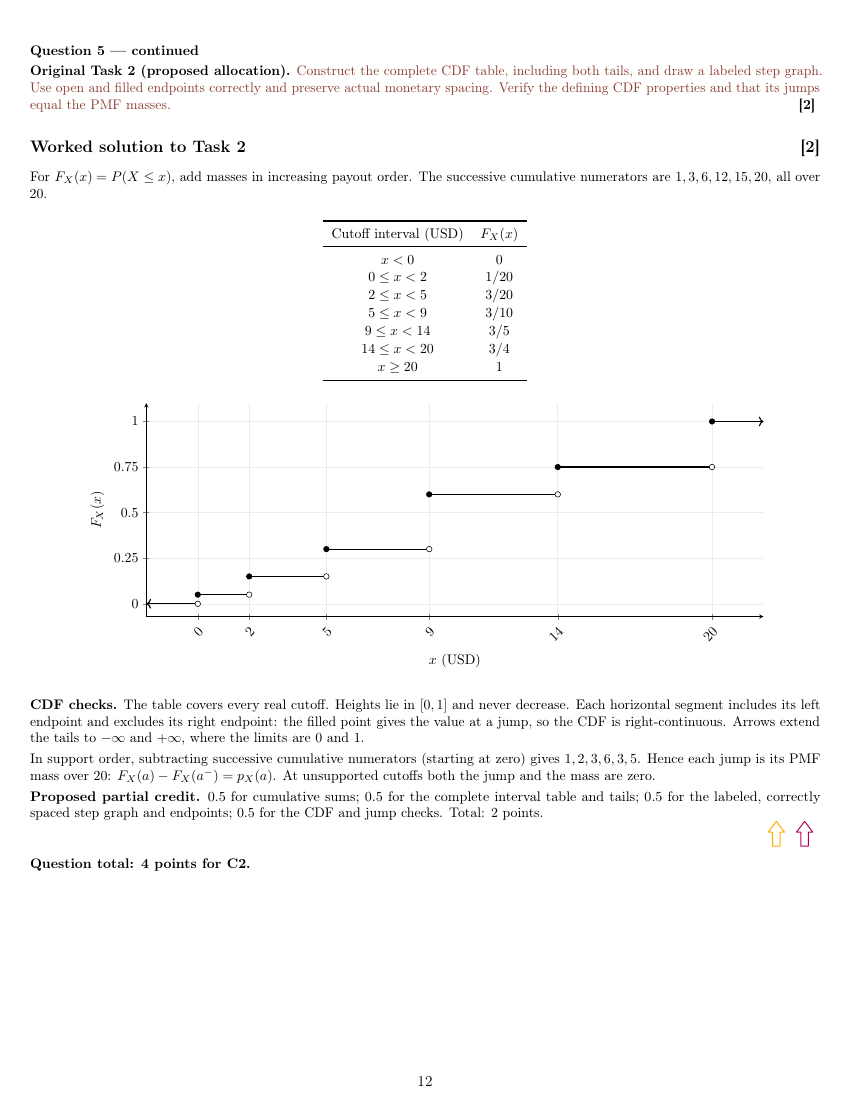 Question 5 — continued
Original Task 2 (proposed allocation). Construct the complete CDF table, including both tails, and draw a labeled step graph.
Use open and filled endpoints correctly and preserve actual monetary spacing. Verify the defining CDF properties and that its jumps
equal the PMF masses. [2]
Worked solution to Task 2 [2]
For F_X(x) = P(X ≤ x), add masses in increasing payout order. The successive cumulative numerators are 1, 3, 6, 12, 15, 20, all over
20.
Cutoff interval (USD) F_X(x)
x < 0 0
0 ≤ x < 2 1/20
2 ≤ x < 5 3/20
5 ≤ x < 9 3/10
9 ≤ x < 14 3/5
14 ≤ x < 20 3/4
x ≥ 20 1
1
0.75
0.5
0.25
0
F_X(x)
0 2 5 9 14 20
x (USD)
CDF checks. The table covers every real cutoff. Heights lie in [0, 1] and never decrease. Each horizontal segment includes its left
endpoint and excludes its right endpoint: the filled point gives the value at a jump, so the CDF is right-continuous. Arrows extend
the tails to −∞ and +∞, where the limits are 0 and 1.
In support order, subtracting successive cumulative numerators (starting at zero) gives 1, 2, 3, 6, 3, 5. Hence each jump is its PMF
mass over 20: F_X(a) − F_X(a⁻) = p_X(a). At unsupported cutoffs both the jump and the mass are zero.
Proposed partial credit. 0.5 for cumulative sums; 0.5 for the complete interval table and tails; 0.5 for the labeled, correctly
spaced step graph and endpoints; 0.5 for the CDF and jump checks. Total: 2 points.
Question total: 4 points for C2.
12